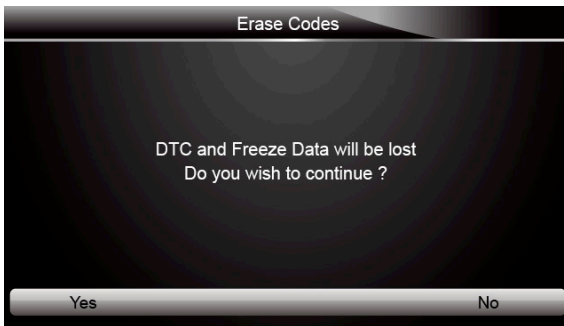 Erase Codes
DTC and Freeze Data will be lost
Do you wish to continue ?
Yes No